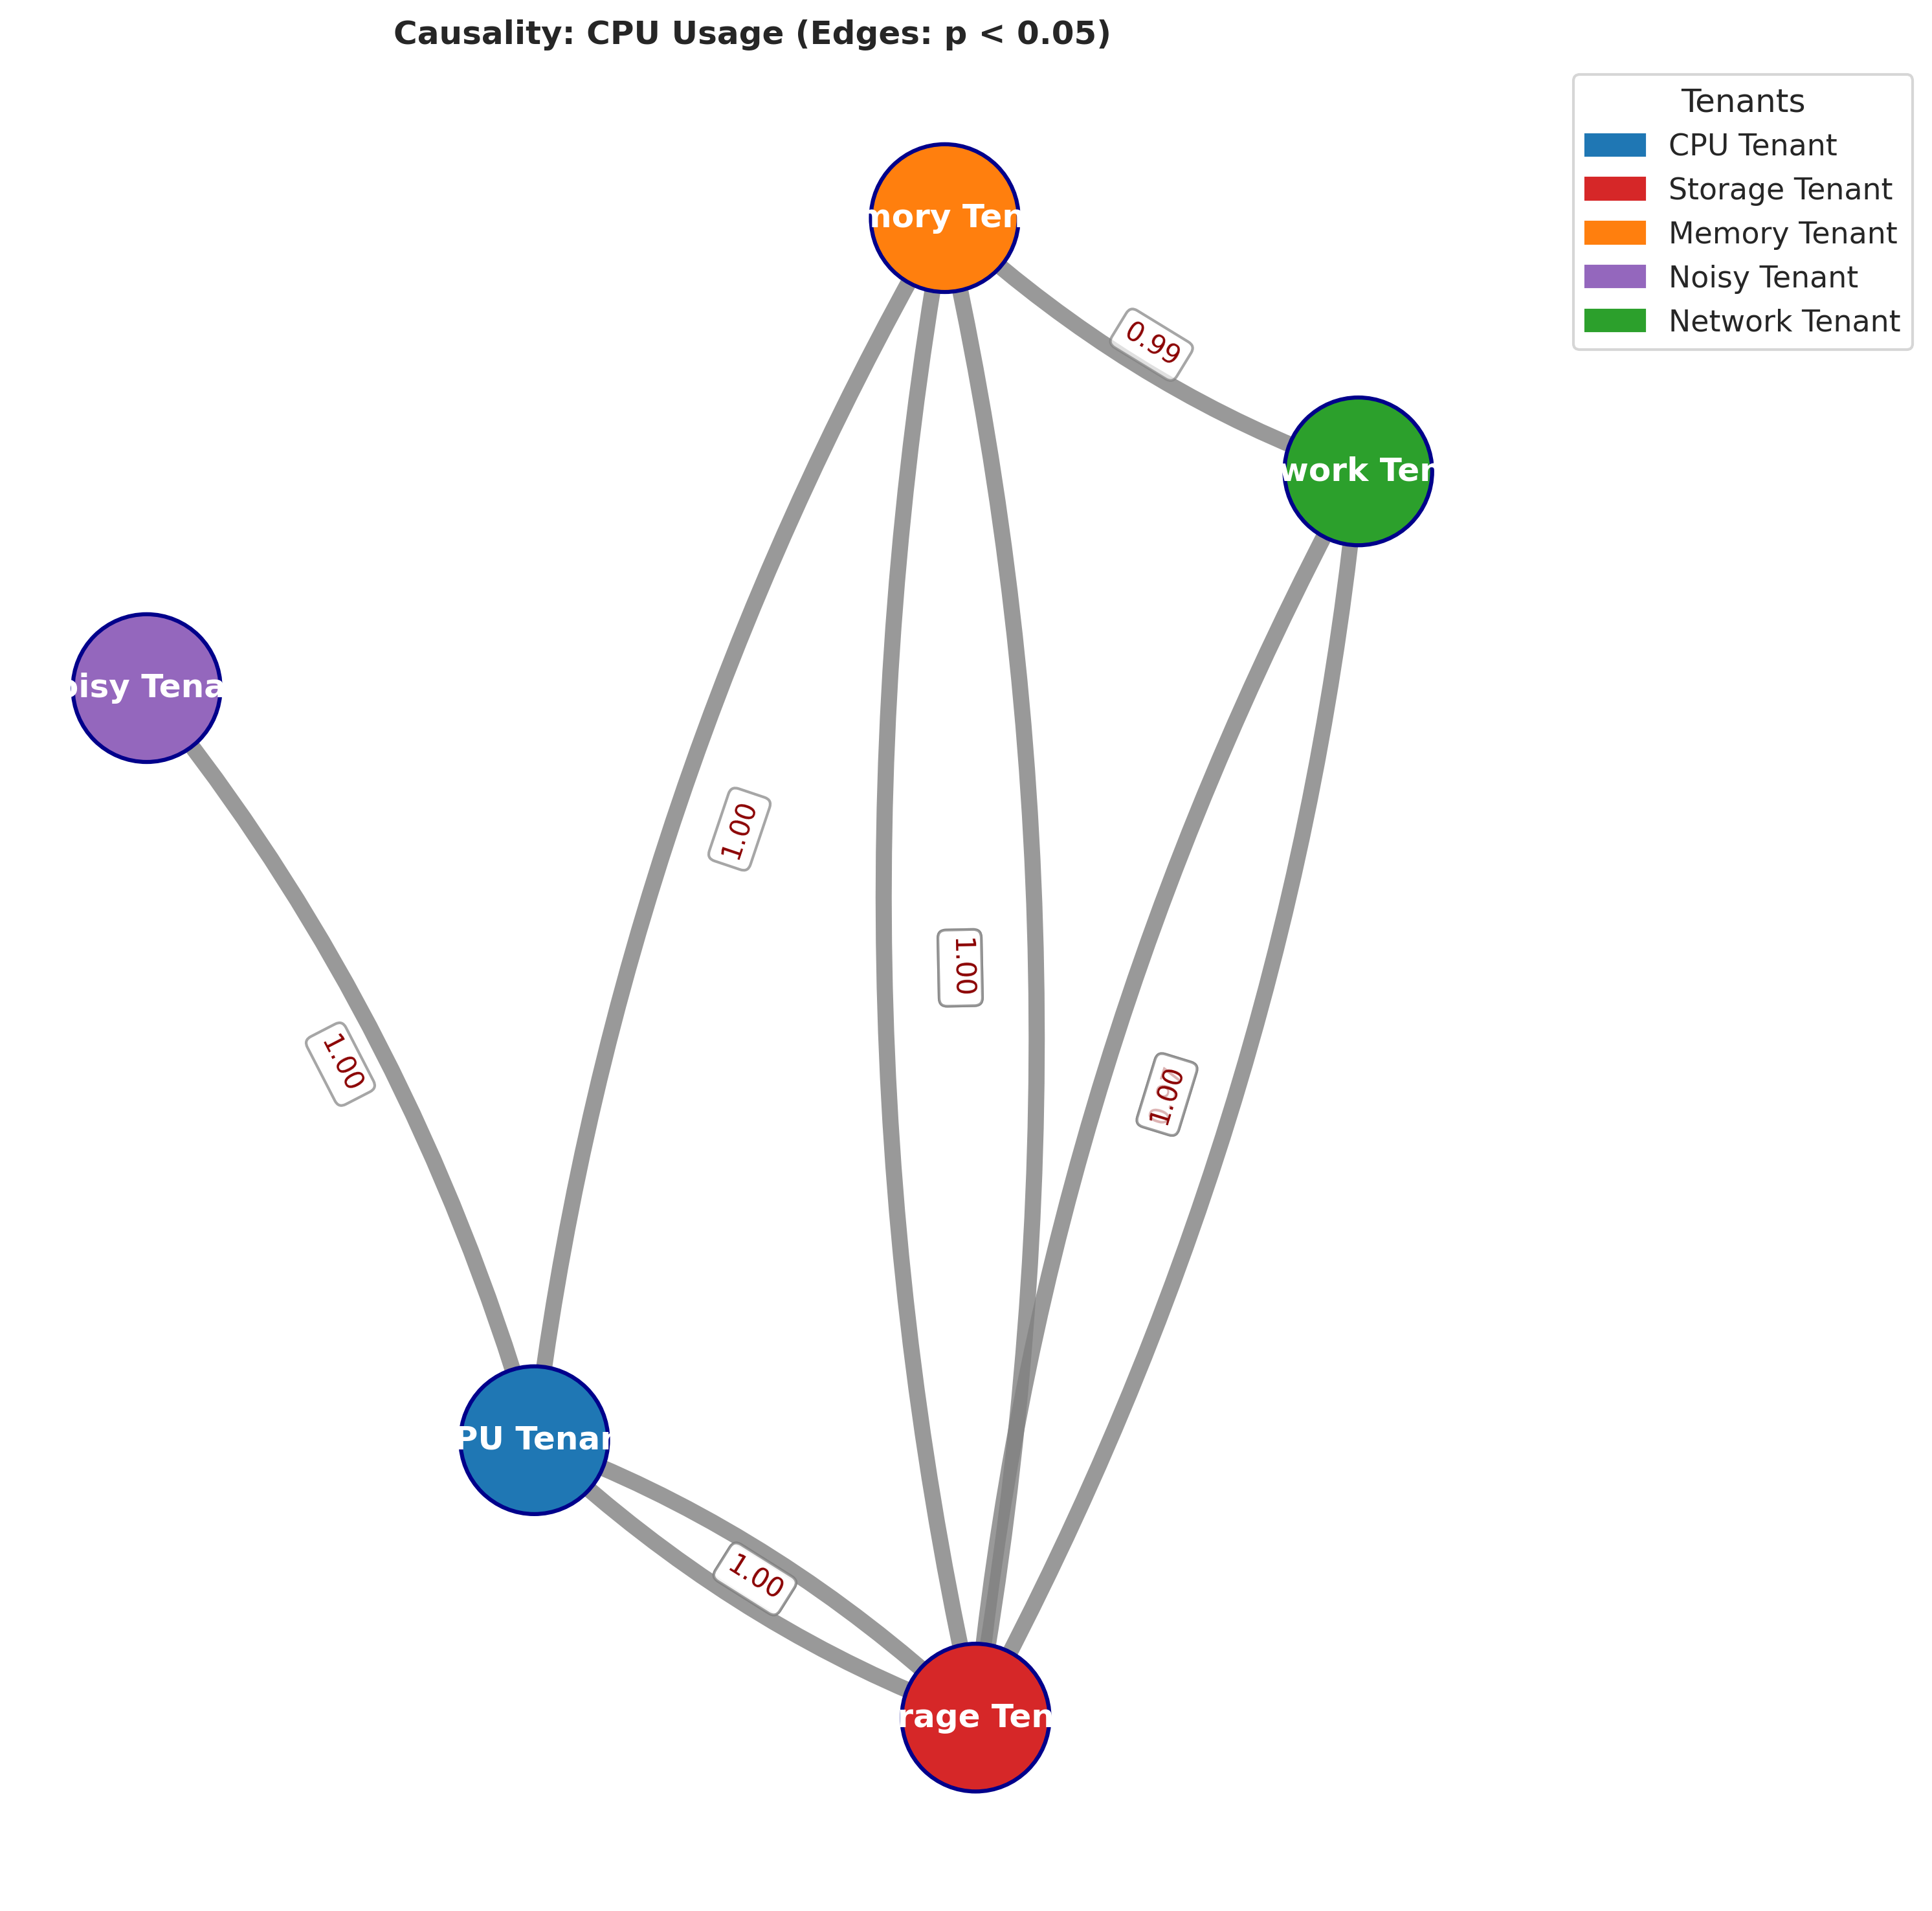 Causality: CPU Usage (Edges: p < 0.05)
Tenants
CPU Tenant
Storage Tenant
Memory Tenant
Noisy Tenant
Network Tenant
mory Ten
0.99
work Ten
oisy Tena
1.00
1.00
1.00
1.00
PU Tenan
1.00
rage Ten